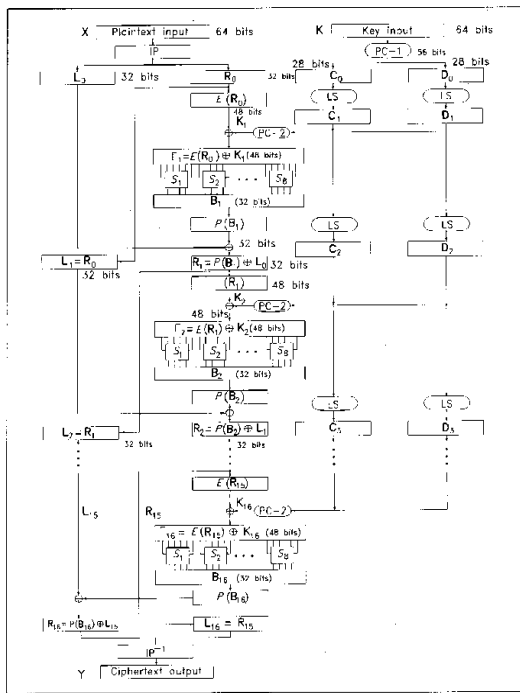 X Plaintext input 64 bits K Key input 64 bits
IP PC-1 56 bits
28 bits 28 bits
L0 32 bits R0 32 bits C0 D0
E(R0) LS LS
48 bits
K1 C1 D1
PC-2
Γ1=E(R0) ⊕ K1 (48 bits)
S1 S2 ... S8
B1 (32 bits)
P(B1) LS LS
32 bits C2 D2
L1=R0 R1=P(B1) ⊕ L0 32 bits
32 bits
(R1) 48 bits
K2
48 bits PC-2
Γ2=E(R1) ⊕ K2 (48 bits)
S1 S2 ... S8
B2 (32 bits)
P(B2) LS LS
L2=R1 R2=P(B2) ⊕ L1 C3 D3
32 bits 32 bits
E(R15)
L15 R15 K16 PC-2
16 = E(R15) ⊕ K16 (48 bits)
S1 S2 ... S8
B16 (32 bits)
P(B16)
R16=P(B16)⊕L15 L16 = R15
IP-1
Y Ciphertext output